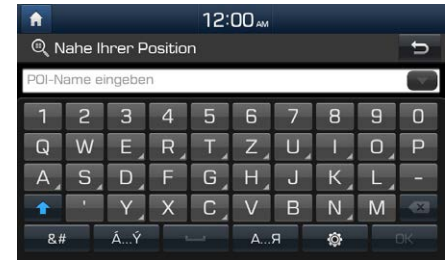 12:00 AM
Nahe Ihrer Position
POI-Name eingeben
1 2 3 4 5 6 7 8 9 0
Q W E R T Z U I O P
A S D F G H J K L -
' Y X C V B N M
&# Á...Ý A...Я OK